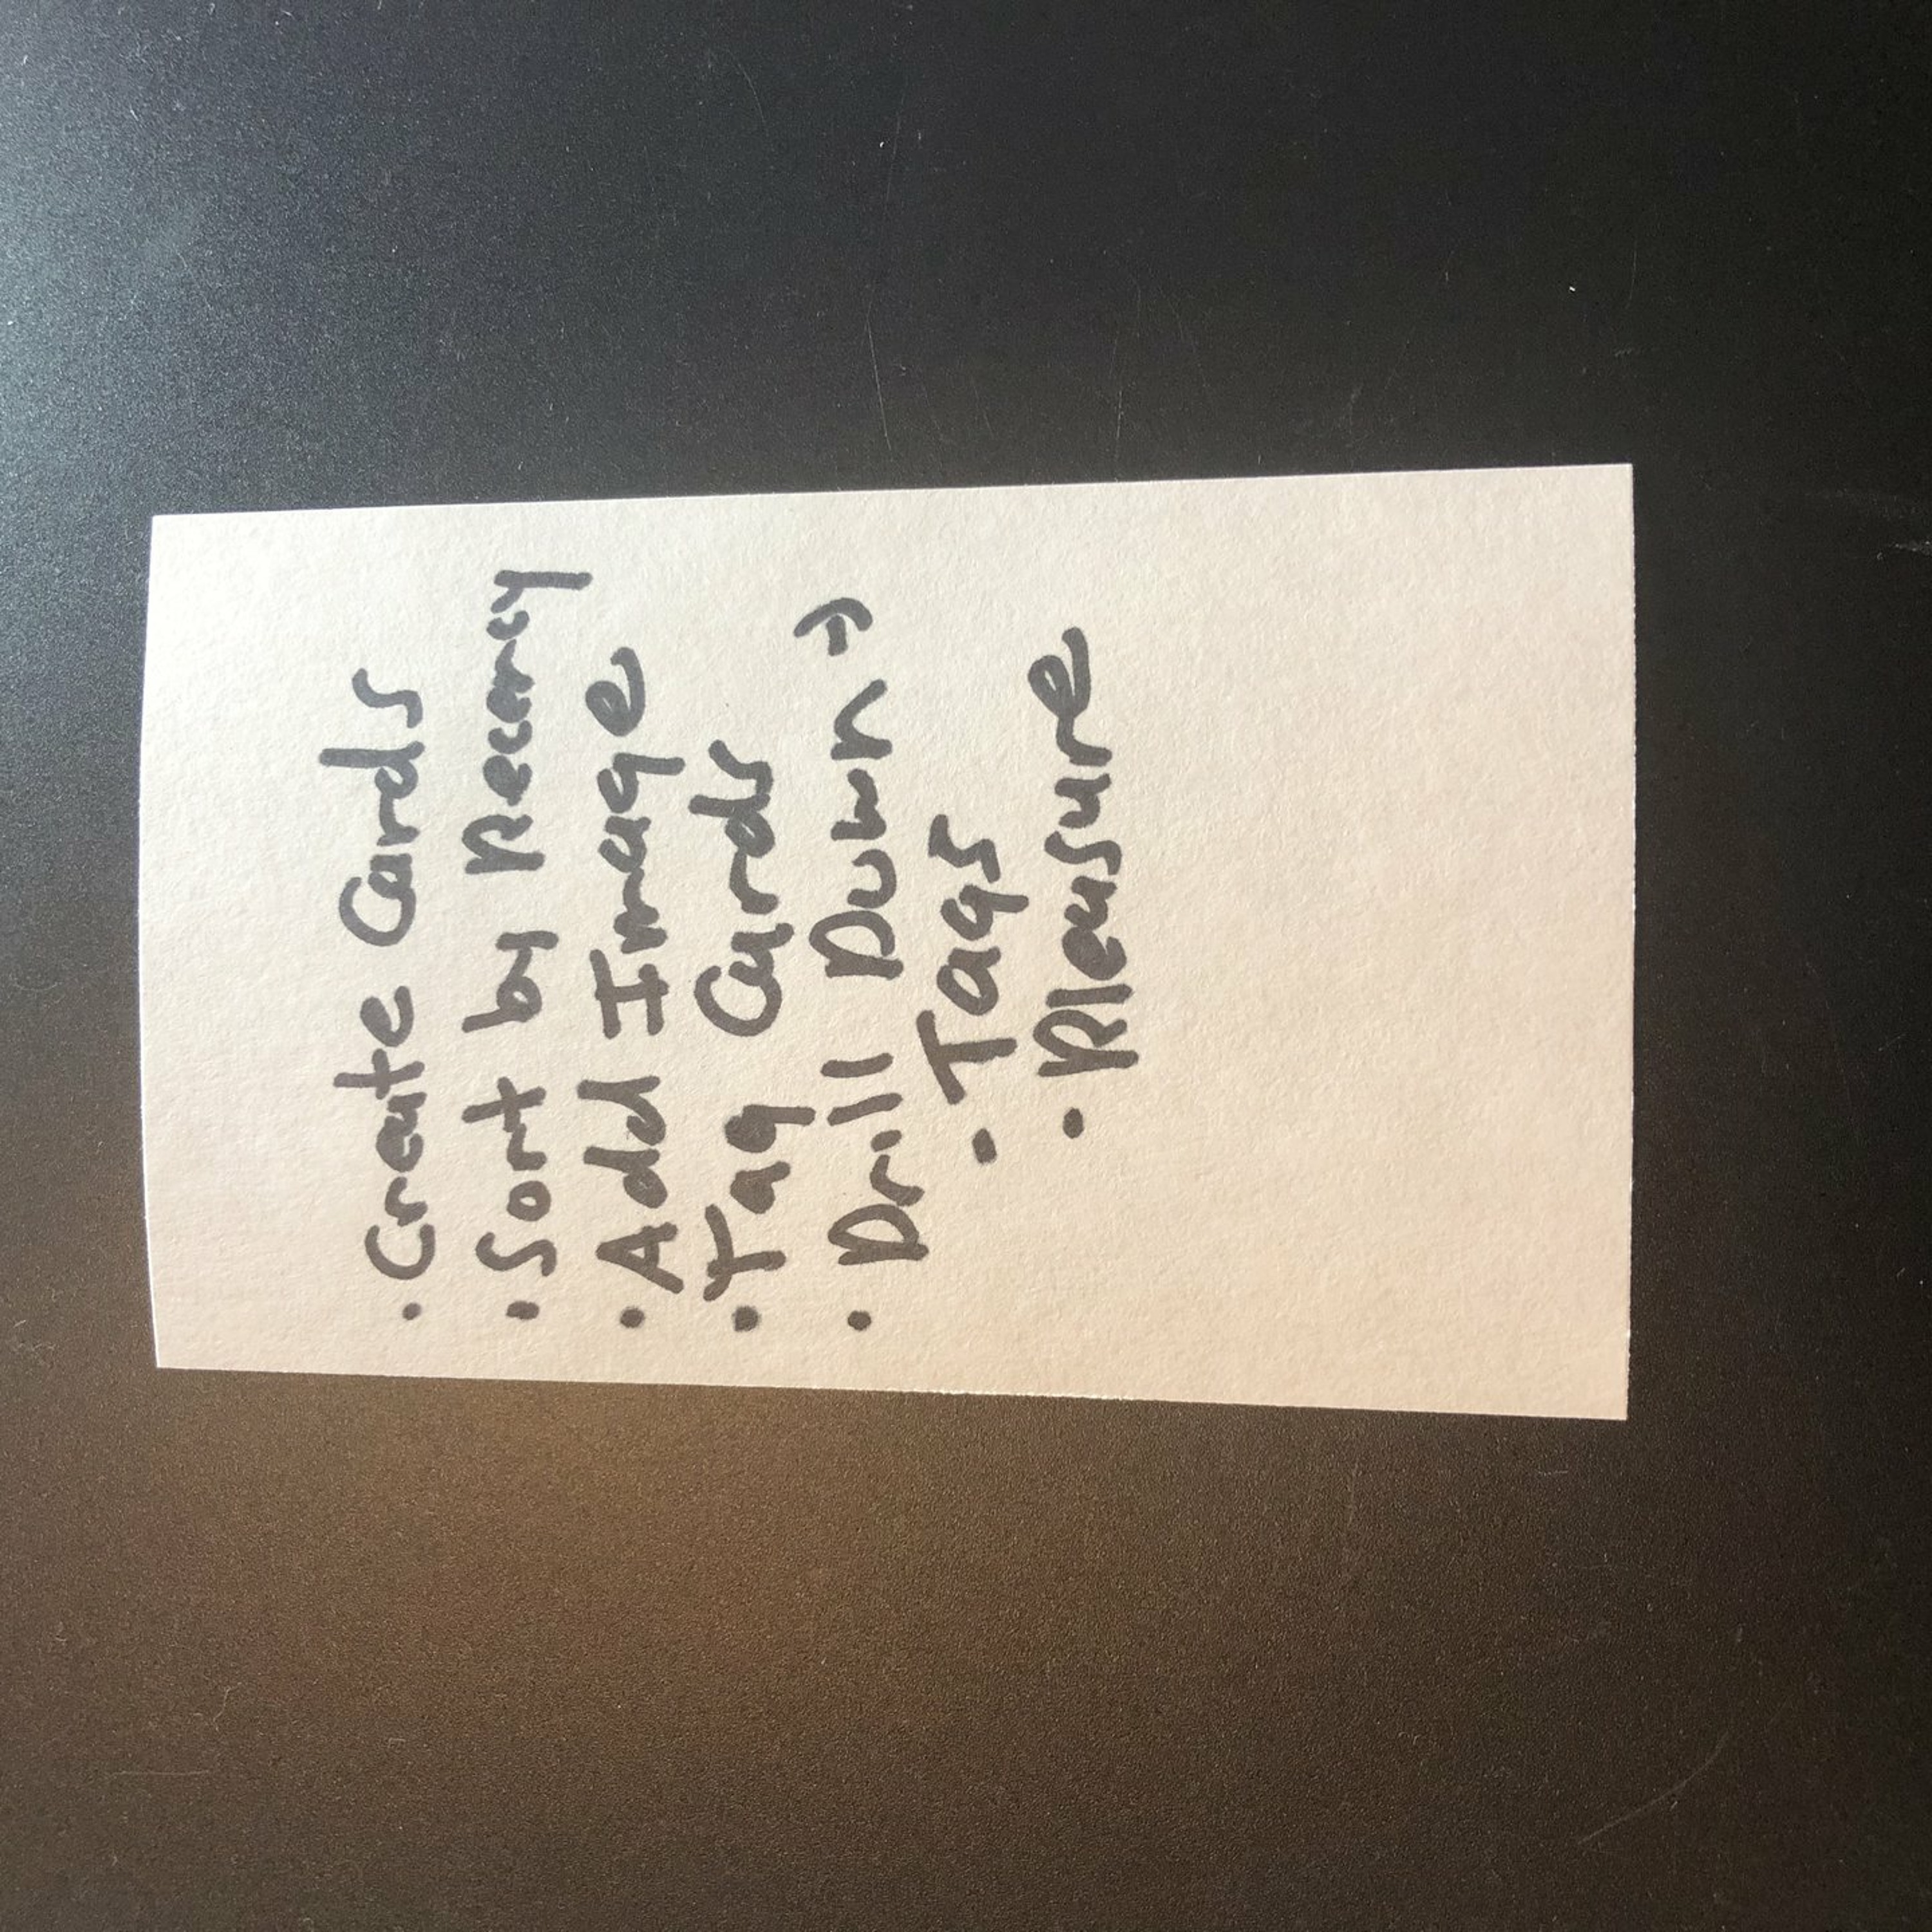 • Create Cards
• Sort by Recency
• Add Image
• Tag Cards
• Drill Down →
• Tags
• Pleasure